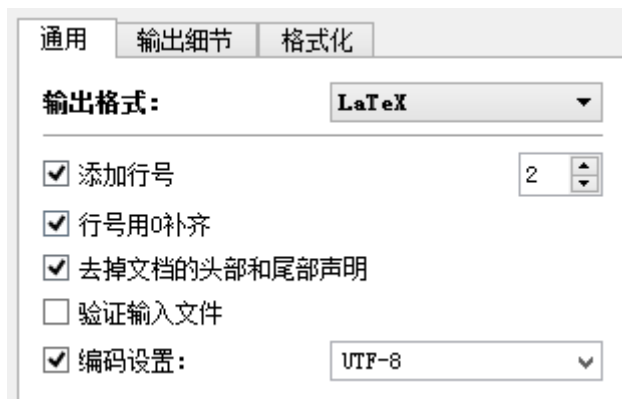 通用 输出细节 格式化
输出格式: LaTeX
添加行号 2
行号用0补齐
去掉文档的头部和尾部声明
验证输入文件
编码设置: UTF-8